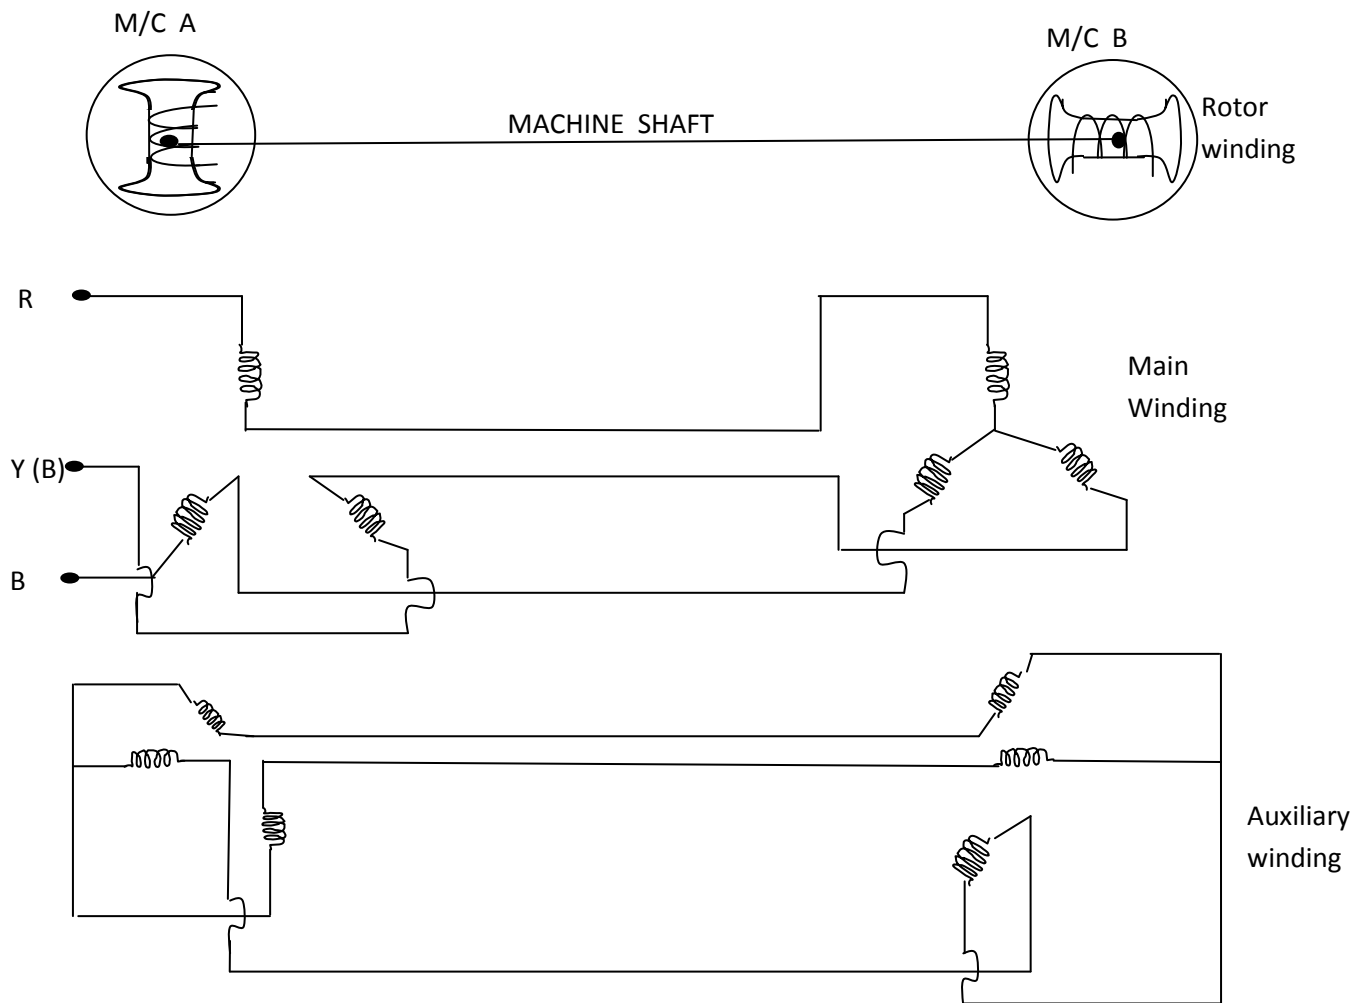 M/C A
M/C B
MACHINE SHAFT
Rotor
winding
R
Main
Winding
Y (B)
B
Auxiliary
winding